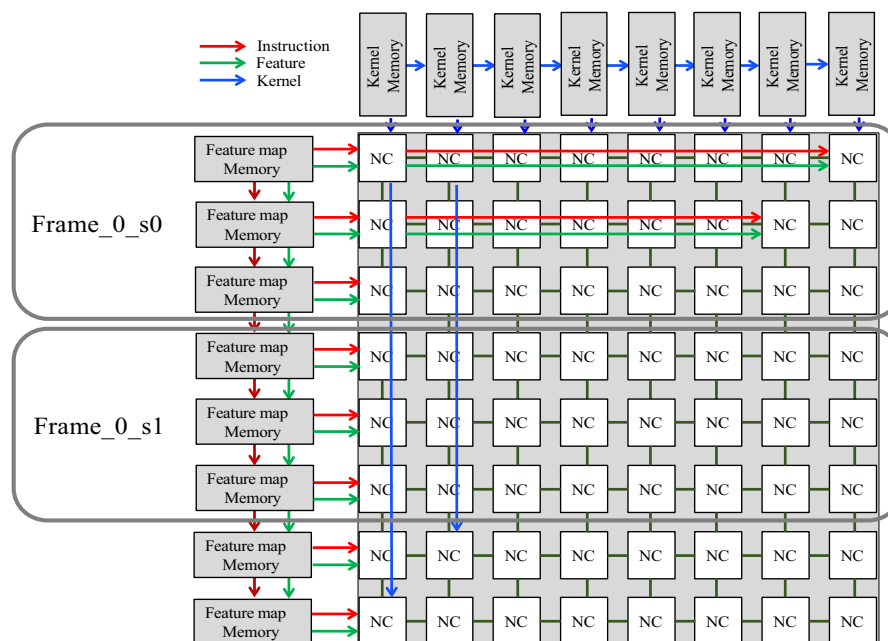 Instruction
Feature
Kernel
Kernel
Memory
Kernel
Memory
Kernel
Memory
Kernel
Memory
Kernel
Memory
Kernel
Memory
Kernel
Memory
Kernel
Memory
Feature map
Memory
NC NC NC NC NC NC NC NC
Frame_0_s0
Feature map
Memory
NC NC NC NC NC NC NC NC
Feature map
Memory
NC NC NC NC NC NC NC NC
Feature map
Memory
NC NC NC NC NC NC NC NC
Frame_0_s1
Feature map
Memory
NC NC NC NC NC NC NC NC
Feature map
Memory
NC NC NC NC NC NC NC NC
Feature map
Memory
NC NC NC NC NC NC NC NC
Feature map
Memory
NC NC NC NC NC NC NC NC